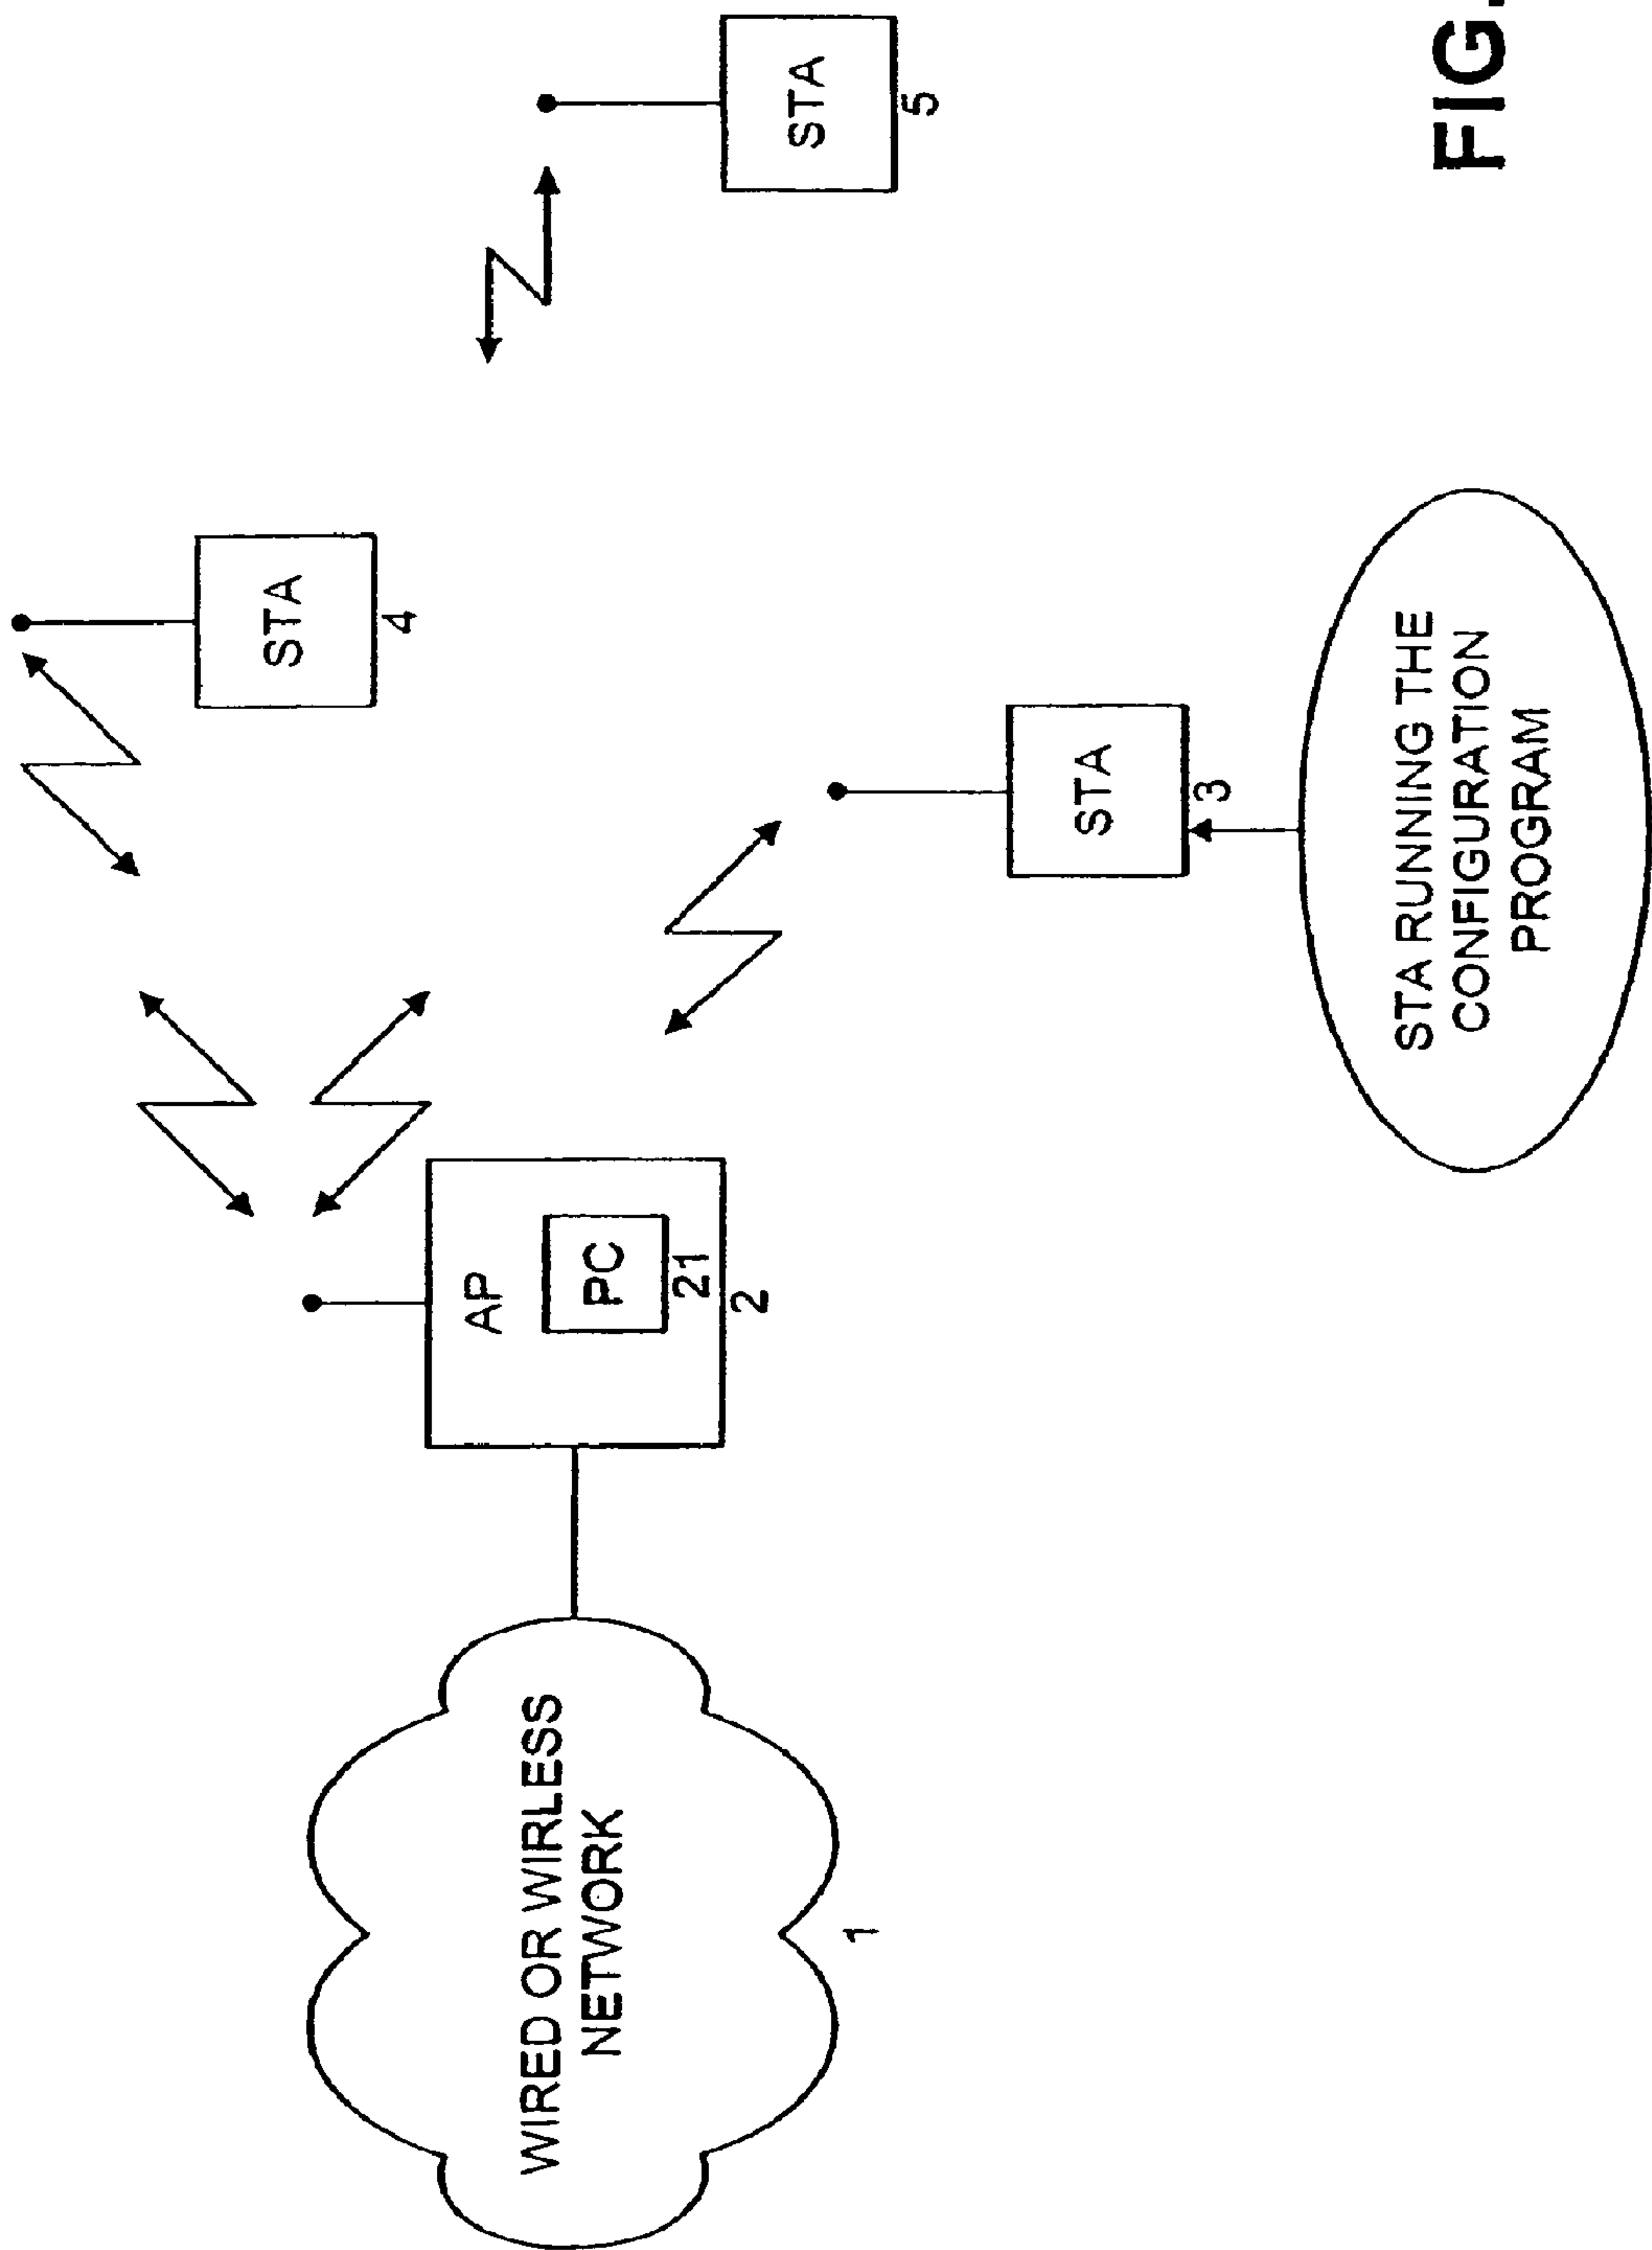 WIRED OR WIRLESS
NETWORK
1
AP
PC
21
2
STA
4
STA
3
STA RUNNING THE
CONFIGURATION
PROGRAM
STA
5
FIG.